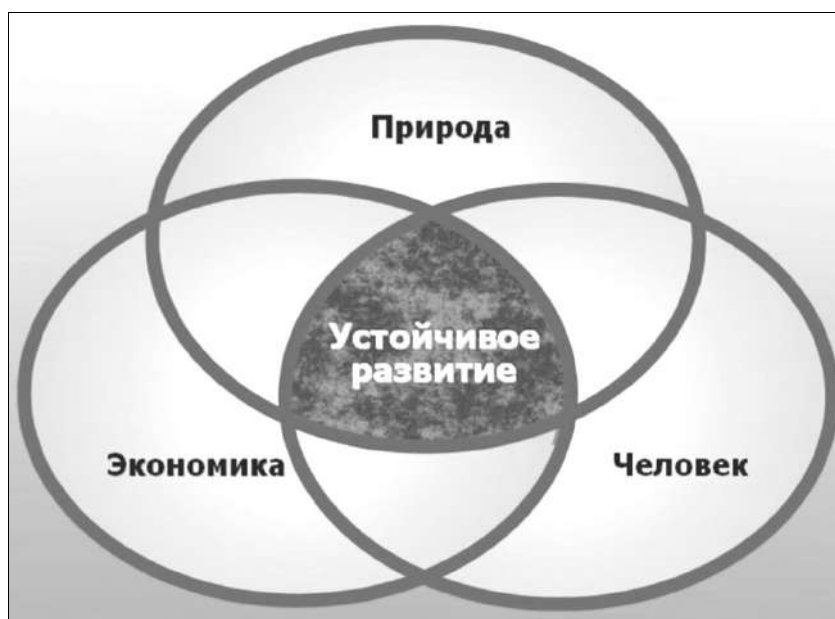 Природа
Устойчивое
развитие
Экономика
Человек